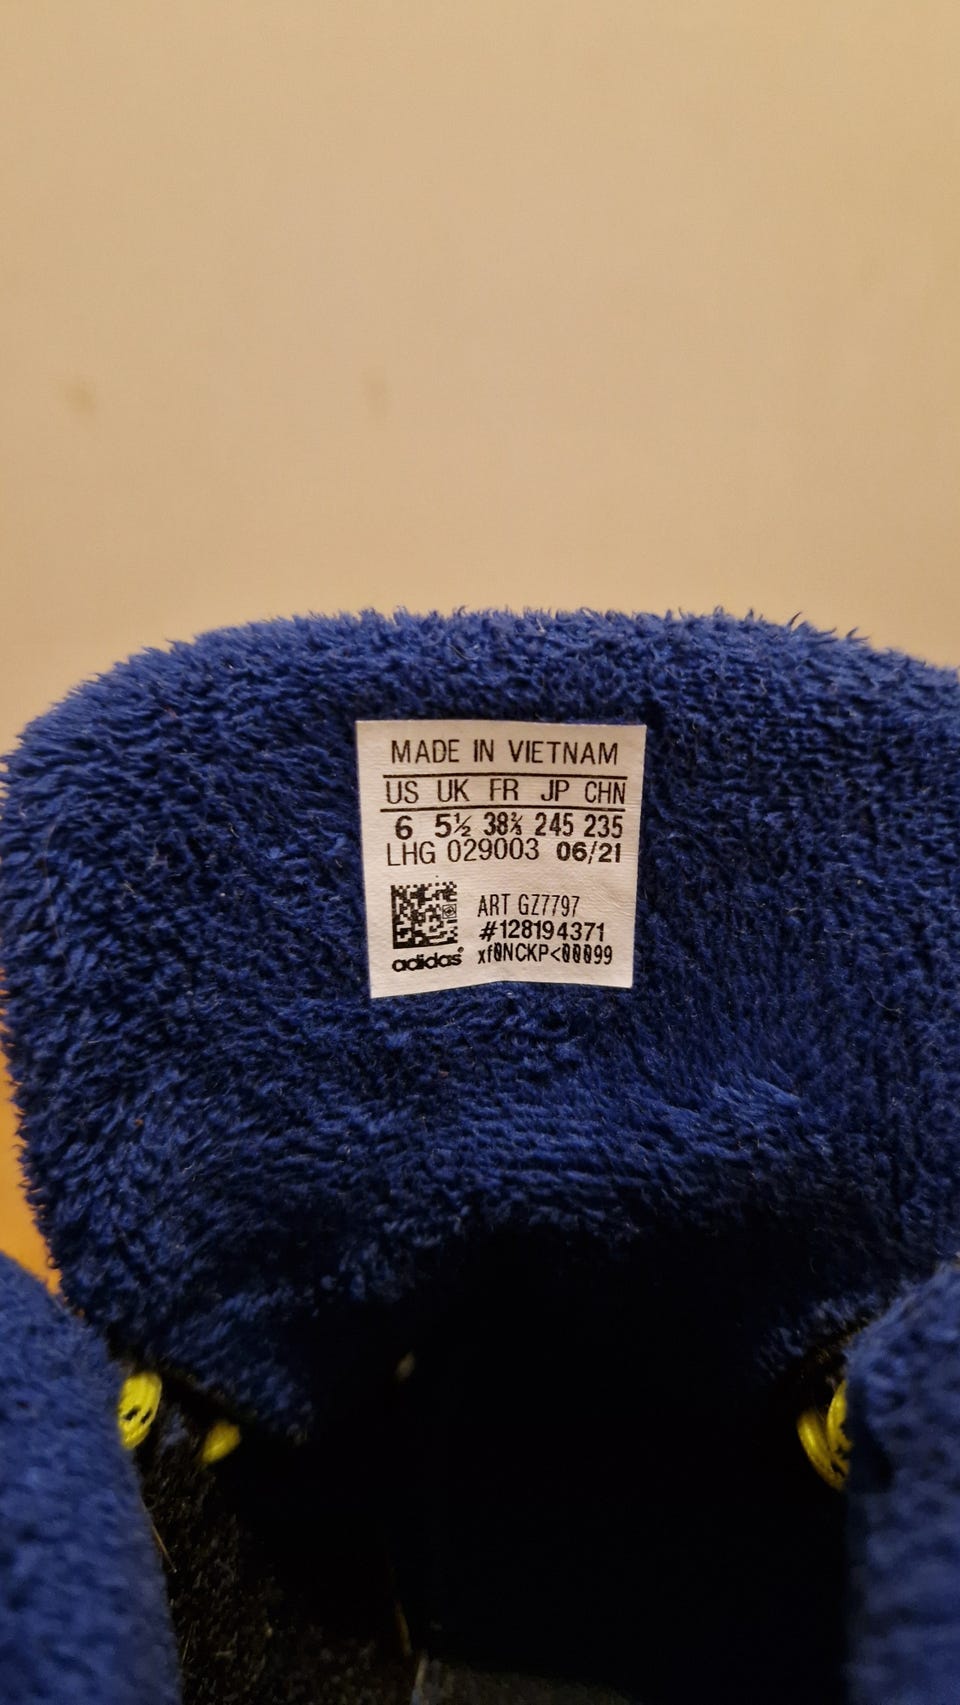 MADE IN VIETNAM
US UK FR JP CHN
6 5½ 38⅔ 245 235
LHG 029003 06/21
ART GZ7797
#128194371
adidas® xf0NCKP<00099